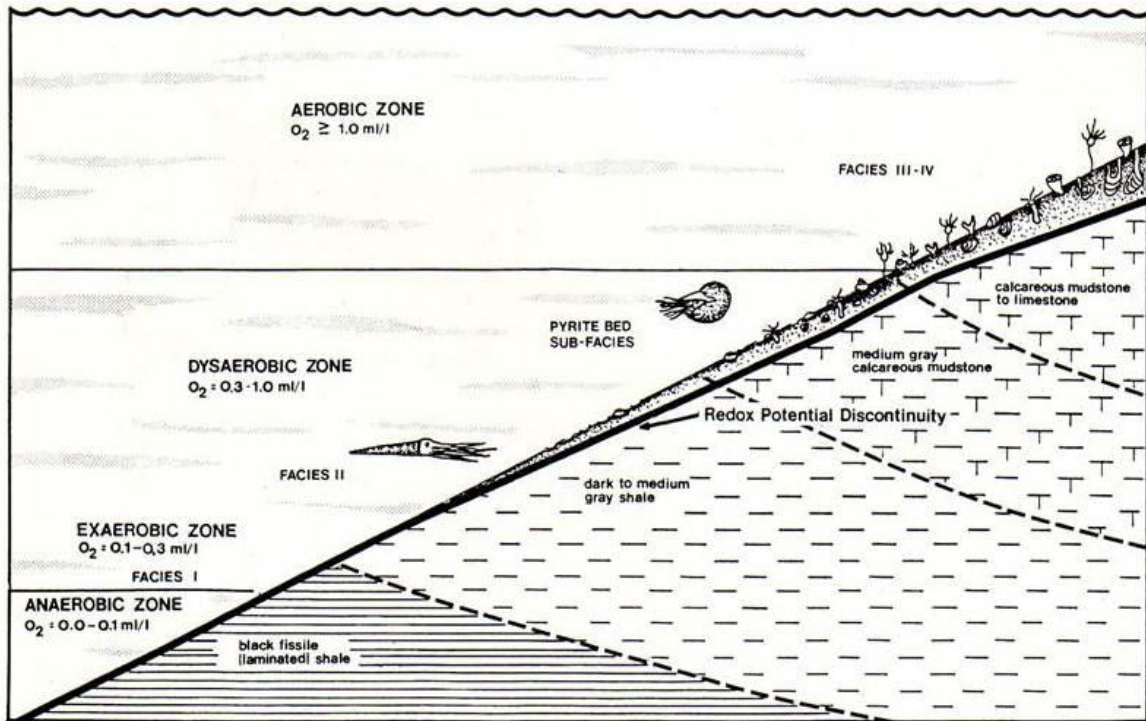 AEROBIC ZONE
O₂ ≥ 1.0 ml/l
FACIES III-IV
calcareous mudstone
to limestone
PYRITE BED
SUB-FACIES
medium gray
calcareous mudstone
DYSAEROBIC ZONE
O₂ = 0.3-1.0 ml/l
Redox Potential Discontinuity
FACIES II
dark to medium
gray shale
EXAEROBIC ZONE
O₂ = 0.1-0,3 ml/l
FACIES I
ANAEROBIC ZONE
O₂ = 0.0-0.1 ml/l
black fissile
||laminated| shale